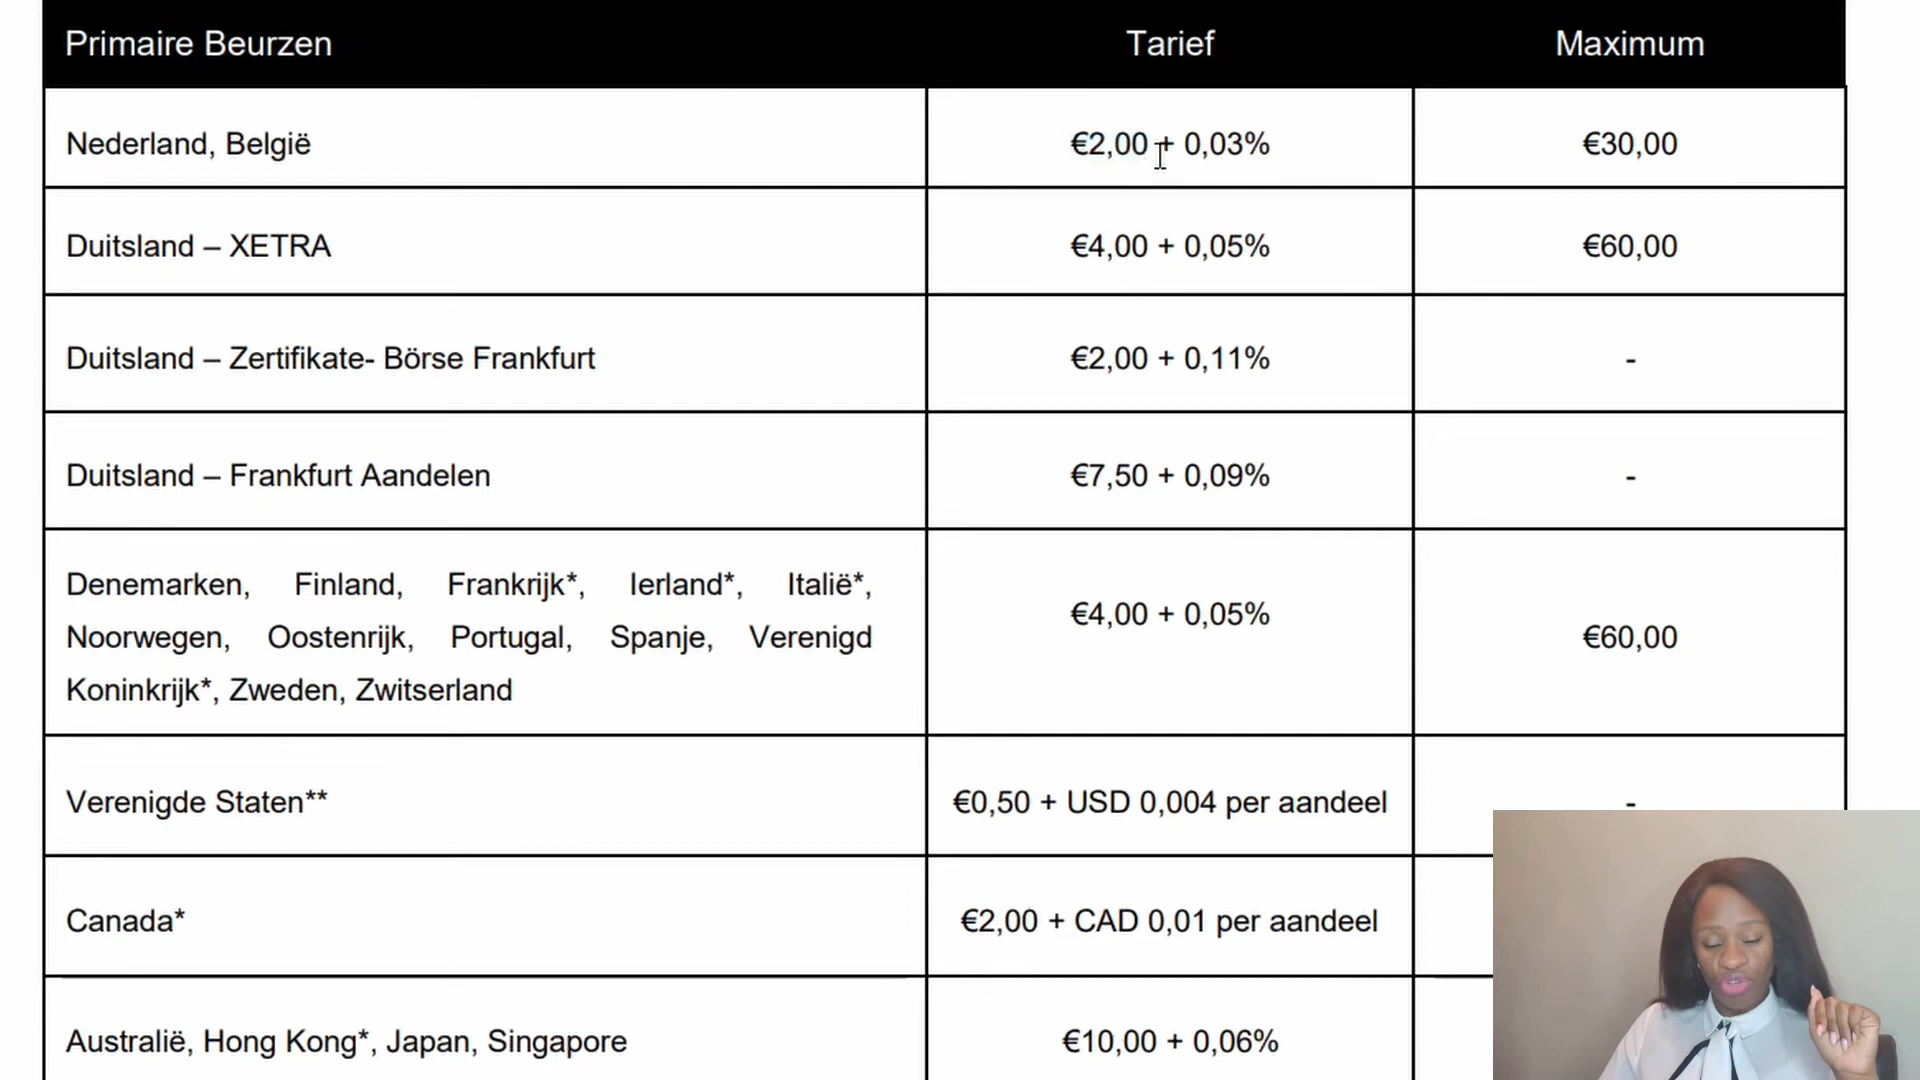 Primaire Beurzen Tarief Maximum
Nederland, België €2,00 + 0,03% €30,00
Duitsland – XETRA €4,00 + 0,05% €60,00
Duitsland – Zertifikate- Börse Frankfurt €2,00 + 0,11% -
Duitsland – Frankfurt Aandelen €7,50 + 0,09% -
Denemarken, Finland, Frankrijk*, Ierland*, Italië*,
Noorwegen, Oostenrijk, Portugal, Spanje, Verenigd
Koninkrijk*, Zweden, Zwitserland
€4,00 + 0,05% €60,00
Verenigde Staten** €0,50 + USD 0,004 per aandeel -
Canada* €2,00 + CAD 0,01 per aandeel
Australië, Hong Kong*, Japan, Singapore €10,00 + 0,06%